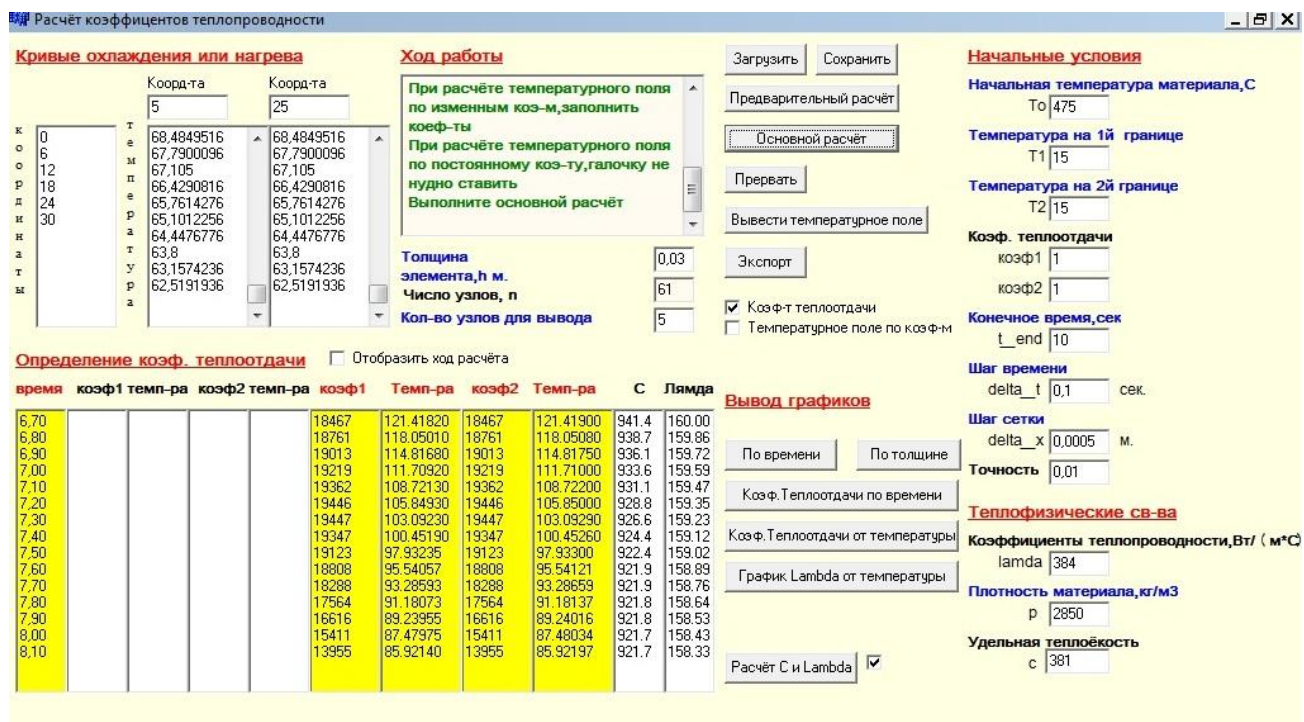 Расчёт коэффицентов теплопроводности
Кривые охлаждения или нагрева
Коорд-та
Коорд-та
5
25
координаты
0
6
12
18
24
30
температура
68,4849516
67,7900096
67,105
66,4290816
65,7614276
65,1012256
64,4476776
63,8
63,1574236
62,5191936
68,4849516
67,7900096
67,105
66,4290816
65,7614276
65,1012256
64,4476776
63,8
63,1574236
62,5191936
Ход работы
При расчёте температурного поля
по изменным коэ-м,заполнить
коеф-ты
При расчёте температурного поля
по постоянному коэ-ту,галочку не
нудно ставить
Выполните основной расчёт
Толщина
элемента,h м.
0,03
Число узлов, n
61
Кол-во узлов для вывода
5
Загрузить
Сохранить
Предварительный расчёт
Основной расчёт
Прервать
Вывести температурное поле
Экспорт
Коэф-т теплоотдачи
Температурное поле по коэф-м
Определение коэф. теплоотдачи
Отобразить ход расчёта
время коэф1 темп-ра коэф2 темп-ра коэф1 Темп-ра коэф2 Темп-ра С Лямда
6,70 18467 121.41820 18467 121.41900 941.4 160.00
6,80 18761 118.05010 18761 118.05080 938.7 159.86
6,90 19013 114.81680 19013 114.81750 936.1 159.72
7,00 19219 111.70920 19219 111.71000 933.6 159.59
7,10 19362 108.72130 19362 108.72200 931.1 159.47
7,20 19446 105.84930 19446 105.85000 928.8 159.35
7,30 19447 103.09230 19447 103.09290 926.6 159.23
7,40 19347 100.45190 19347 100.45260 924.4 159.12
7,50 19123 97.93235 19123 97.93300 922.4 159.02
7,60 18808 95.54057 18808 95.54121 921.9 158.89
7,70 18288 93.28593 18288 93.28659 921.9 158.76
7,80 17564 91.18073 17564 91.18137 921.8 158.64
7,90 16616 89.23955 16616 89.24016 921.8 158.53
8,00 15411 87.47975 15411 87.48034 921.7 158.43
8,10 13955 85.92140 13955 85.92197 921.7 158.33
Вывод графиков
По времени
По толщине
Коэф.Теплоотдачи по времени
Коэф.Теплоотдачи от температуры
График Lambda от температуры
Расчёт С и Lambda
Начальные условия
Начальная температура материала,С
To 475
Температура на 1й границе
T1 15
Температура на 2й границе
T2 15
Коэф. теплоотдачи
коэф1 1
коэф2 1
Конечное время,сек
t_end 10
Шаг времени
delta_t 0,1 сек.
Шаг сетки
delta_x 0,0005 м.
Точность 0,01
Теплофизические св-ва
Коэффициенты теплопроводности,Вт/ ( м*С)
lamda 384
Плотность материала,кг/м3
p 2850
Удельная теплоёкость
c 381